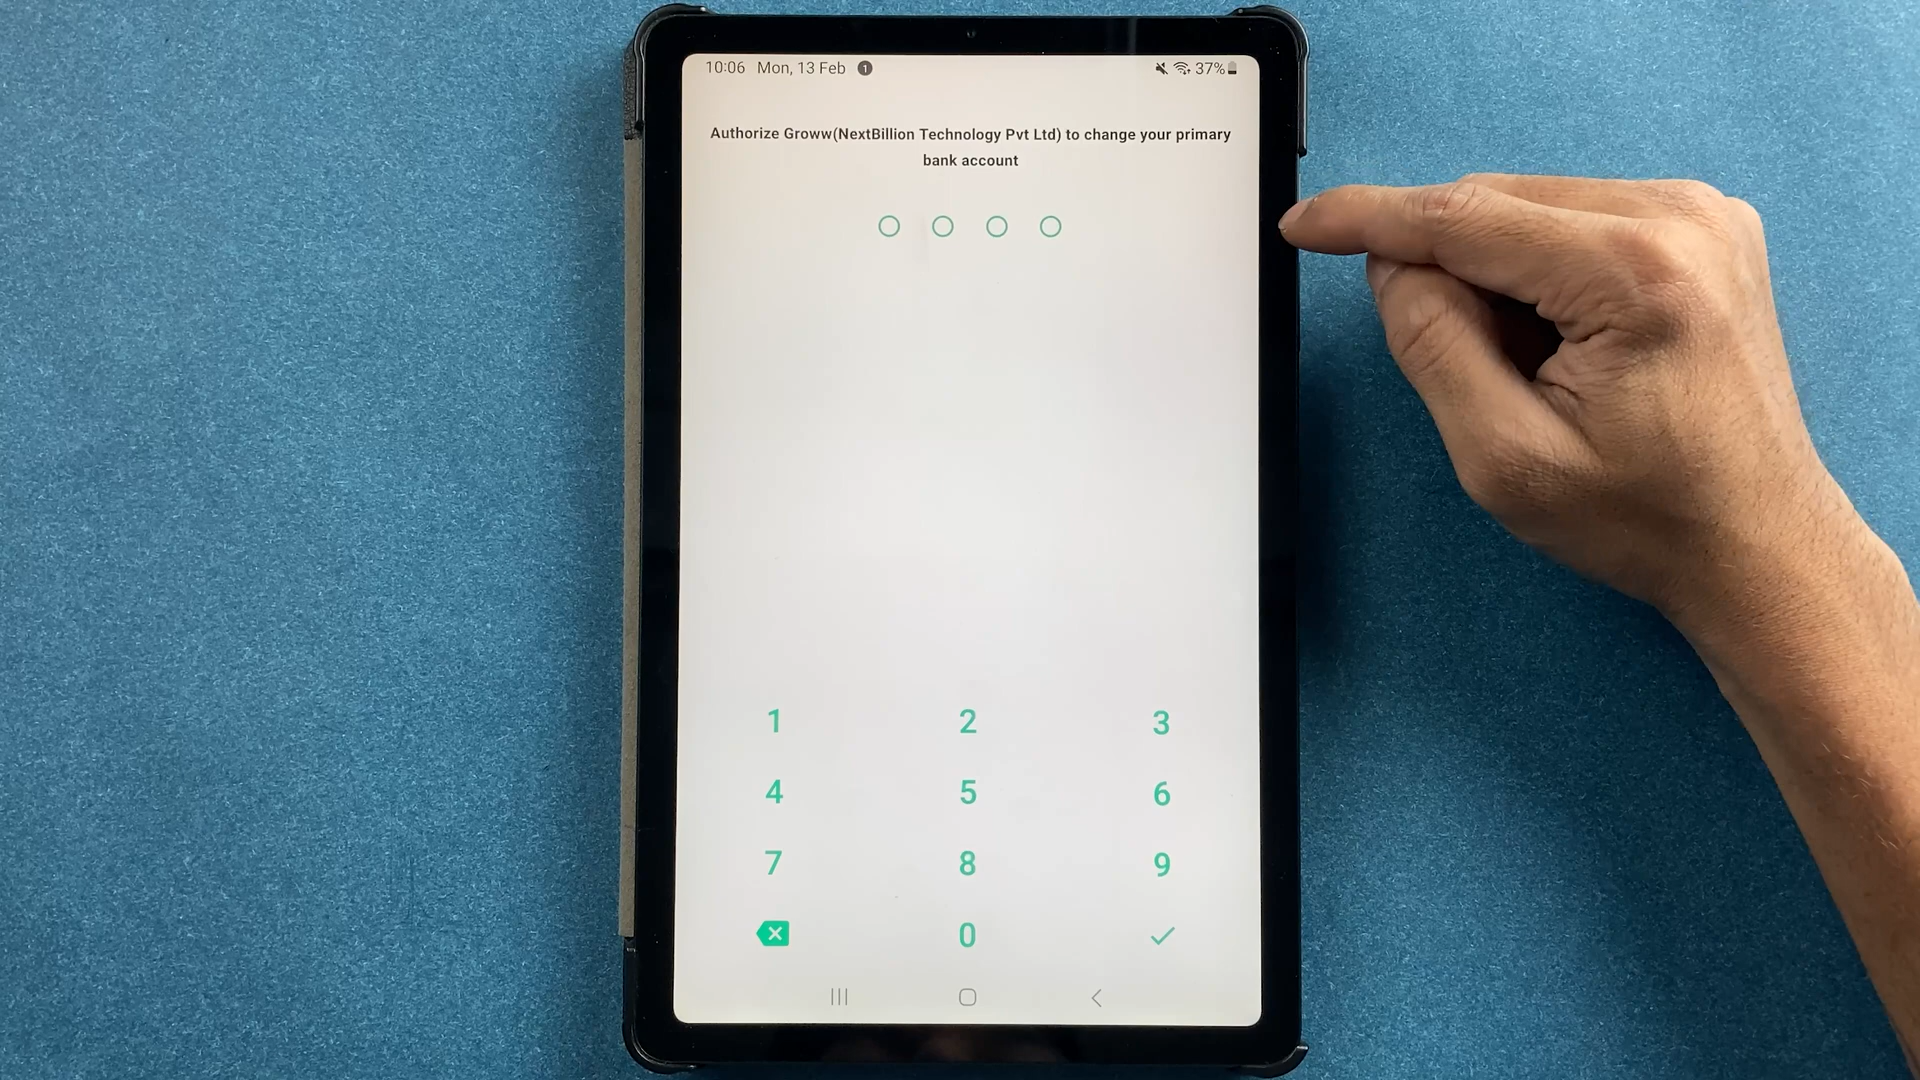 10:06 Mon, 13 Feb 1 37%
Authorize Groww(NextBillion Technology Pvt Ltd) to change your primary
bank account
1 2 3
4 5 6
7 8 9
0